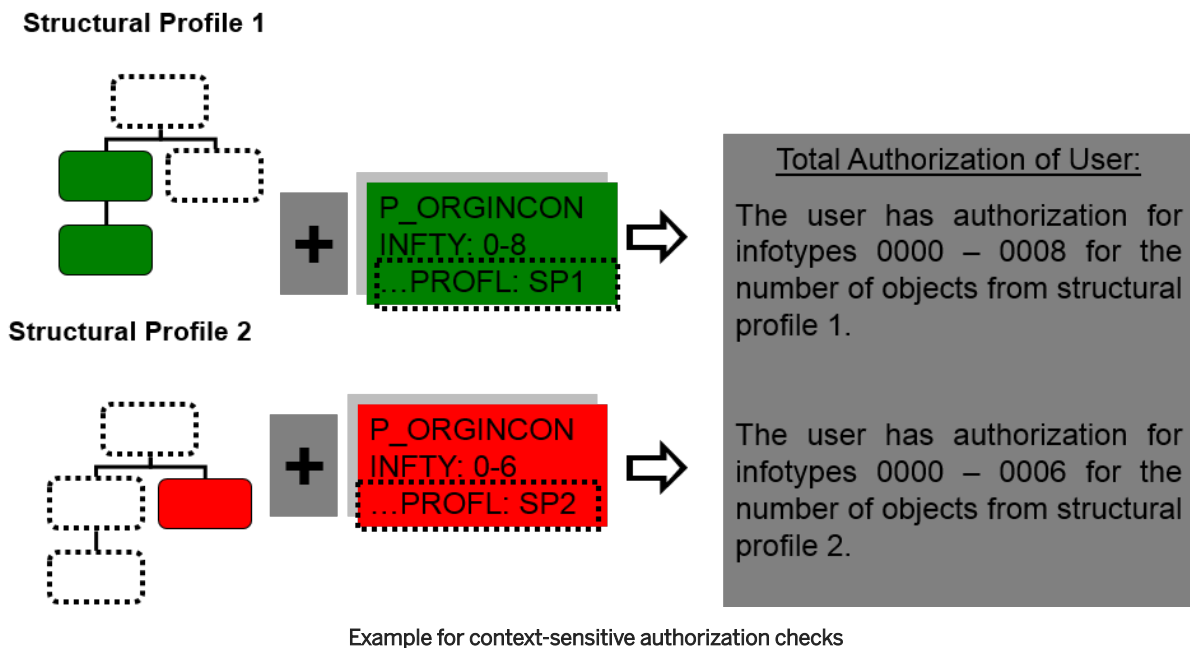 Structural Profile 1
+
P_ORGINCON
INFTY: 0-8
...PROFL: SP1
Structural Profile 2
+
P_ORGINCON
INFTY: 0-6
...PROFL: SP2
Total Authorization of User:
The user has authorization for
infotypes 0000 – 0008 for the
number of objects from structural
profile 1.
The user has authorization for
infotypes 0000 – 0006 for the
number of objects from structural
profile 2.
Example for context-sensitive authorization checks